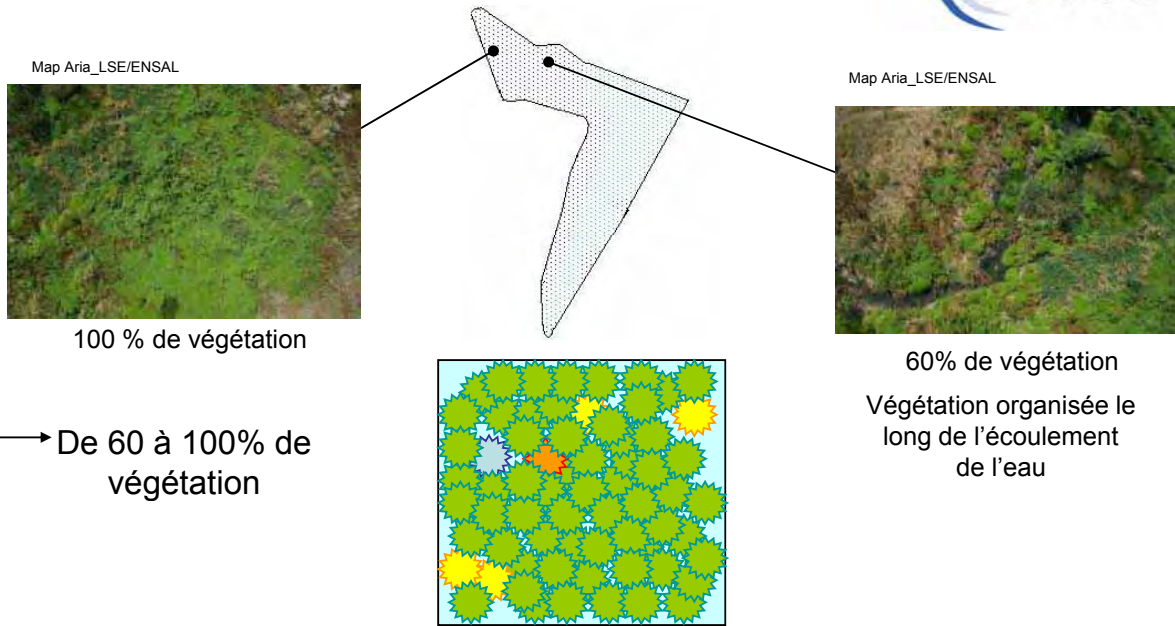 Map Aria_LSE/ENSAL
Map Aria_LSE/ENSAL
100 % de végétation
60% de végétation
Végétation organisée le
long de l'écoulement
de l'eau
De 60 à 100% de
végétation